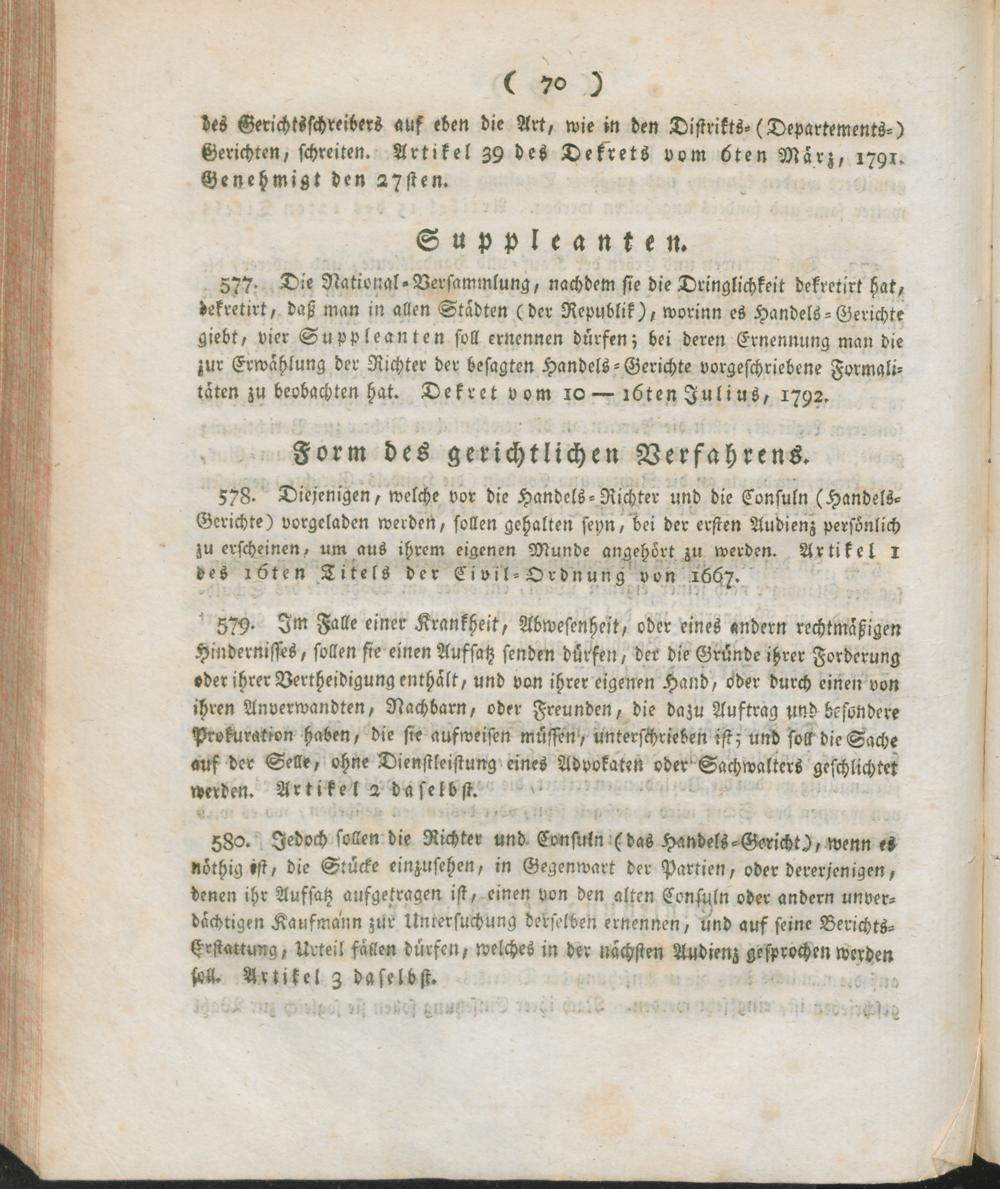 ( 70 )
des Gerichtsschreibers auf eben die Art, wie in den Distrikts- (Departements-)
Gerichten, schreiten. Artikel 39 des Dekrets vom 6ten März, 1791.
Genehmigt den 27sten.
Suppleanten.
577. Die National-Versammlung, nachdem sie die Dringlichkeit dekretirt hat,
dekretirt, daß man in allen Städten (der Republik), worinn es Handels-Gerichte
giebt, vier Suppleanten soll ernennen dürfen; bei deren Ernennung man die
zur Erwählung der Richter der besagten Handels-Gerichte vorgeschriebene Formali-
täten zu beobachten hat. Dekret vom 10 — 16ten Julius, 1792.
Form des gerichtlichen Verfahrens.
578. Diejenigen, welche vor die Handels-Richter und die Consuln (Handels-
Gerichte) vorgeladen werden, sollen gehalten seyn, bei der ersten Audienz persönlich
zu erscheinen, um aus ihrem eigenen Munde angehört zu werden. Artikel 1
des 16ten Titels der Civil-Ordnung von 1667.
579. Im Falle einer Krankheit, Abwesenheit, oder eines andern rechtmäßigen
Hindernisses, sollen sie einen Aufsatz senden dürfen, der die Gründe ihrer Forderung
oder ihrer Vertheidigung enthält, und von ihrer eigenen Hand, oder durch einen von
ihren Anverwandten, Nachbarn, oder Freunden, die dazu Auftrag und besondere
Prokuration haben, die sie aufweisen müssen, unterschrieben ist; und soll die Sache
auf der Selle, ohne Dienstleistung eines Advokaten oder Sachwalters geschlichtet
werden. Artikel 2 daselbst.
580. Jedoch sollen die Richter und Consuln (das Handels-Gericht), wenn es
nöthig ist, die Stücke einzusehen, in Gegenwart der Partien, oder dererjenigen,
denen ihr Aufsatz aufgetragen ist, einen von den alten Consuln oder andern unver-
dächtigen Kaufmann zur Untersuchung derselben ernennen, und auf seine Berichts-
Erstattung, Urteil fällen dürfen, welches in der nächsten Audienz gesprochen werden
soll. Artikel 3 daselbst.